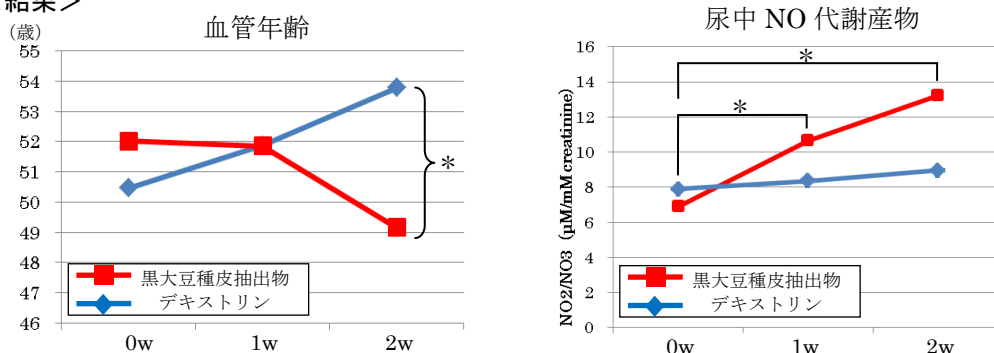 結果＞
血管年齢
（歳）
55
54
53
52
51
50
49
48
47
46
*
黒大豆種皮抽出物
デキストリン
0w
1w
2w
尿中 NO 代謝産物
NO2/NO3（μM/mM creatinine）
16
14
12
10
8
6
4
2
0
*
*
黒大豆種皮抽出物
デキストリン
0w
1w
2w